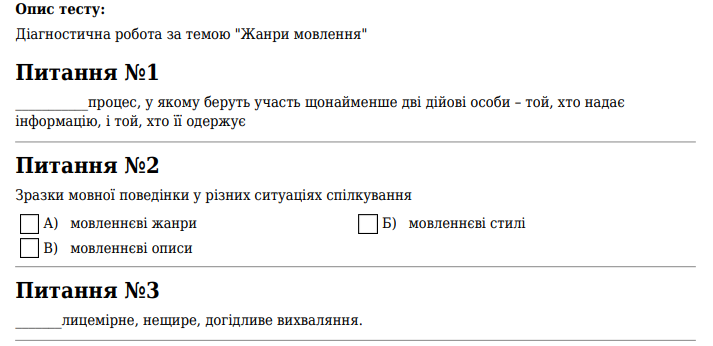 Опис тесту:
Діагностична робота за темою "Жанри мовлення"
Питання №1
___________процес, у якому беруть участь щонайменше дві дійові особи – той, хто надає
інформацію, і той, хто її одержує
Питання №2
Зразки мовної поведінки у різних ситуаціях спілкування
А) мовленнєві жанри Б) мовленнєві стилі
В) мовленнєві описи
Питання №3
_______лицемірне, нещире, догідливе вихваляння.